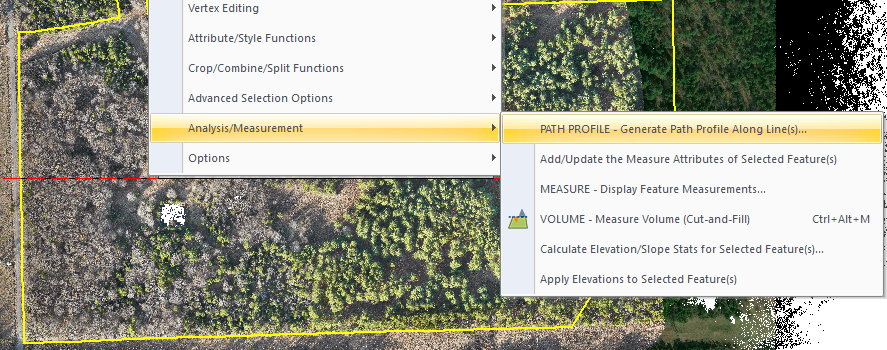 Vertex Editing
Attribute/Style Functions
Crop/Combine/Split Functions
Advanced Selection Options
Analysis/Measurement
Options
PATH PROFILE - Generate Path Profile Along Line(s)...
Add/Update the Measure Attributes of Selected Feature(s)
MEASURE - Display Feature Measurements...
VOLUME - Measure Volume (Cut-and-Fill) Ctrl+Alt+M
Calculate Elevation/Slope Stats for Selected Feature(s)...
Apply Elevations to Selected Feature(s)